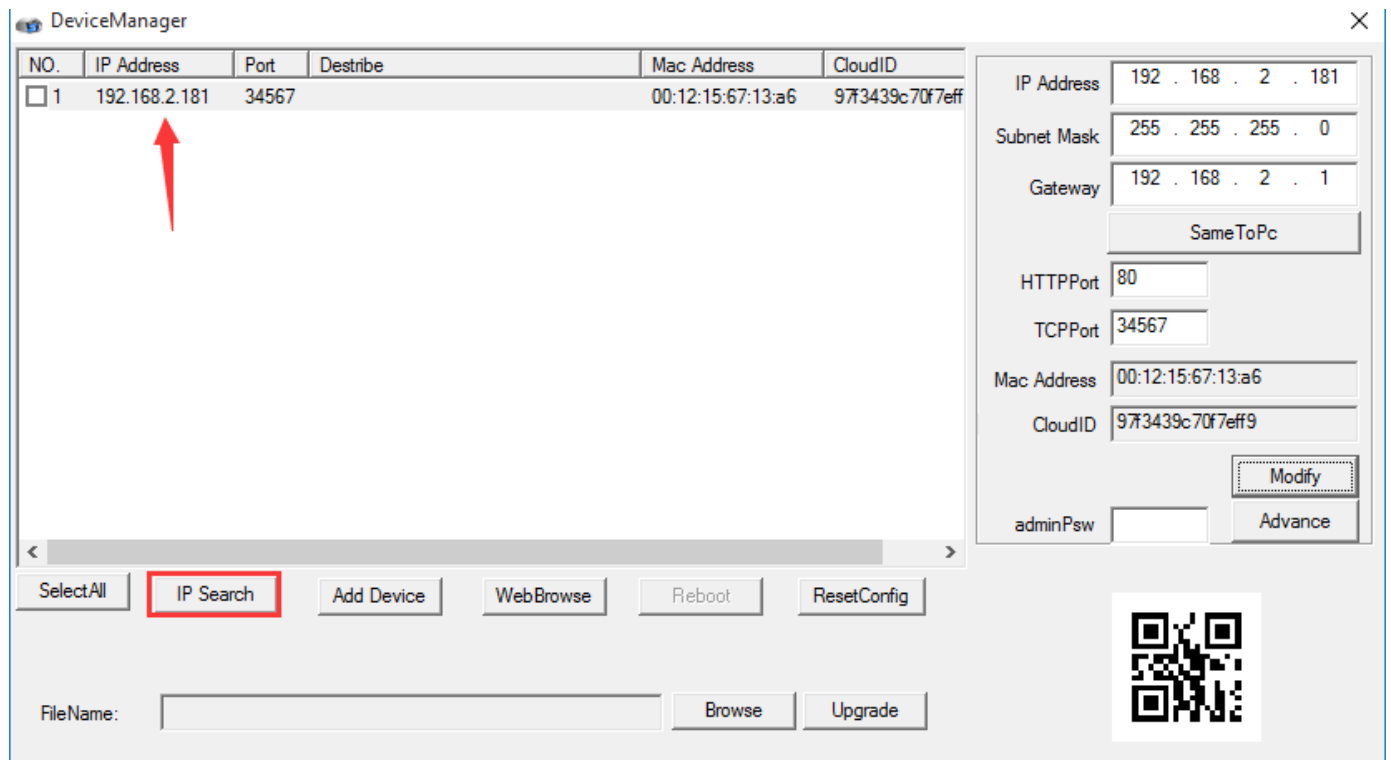 DeviceManager
NO. IP Address Port Destribe Mac Address CloudID
1 192.168.2.181 34567 00:12:15:67:13:a6 97f3439c70f7eff
IP Address 192 . 168 . 2 . 181
Subnet Mask 255 . 255 . 255 . 0
Gateway 192 . 168 . 2 . 1
SameToPc
HTTPPort 80
TCPPort 34567
Mac Address 00:12:15:67:13:a6
CloudID 97f3439c70f7eff9
Modify
adminPsw Advance
SelectAll IP Search Add Device WebBrowse Reboot ResetConfig
FileName: Browse Upgrade